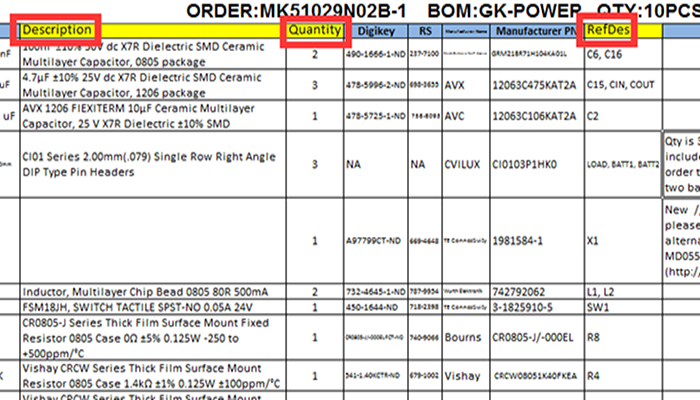 ORDER:MK51029N02B-1 BOM:GK-POWER QTY:10PCS
Description Quantity Digikey RS Manufacturer Name Manufacturer PN RefDes
100nF ±10% 50V dc X7R Dielectric SMD Ceramic
Multilayer Capacitor, 0805 package 2 490-1666-1-ND 237-7100 GRM218R71H104KA01L C6, C16
uF 4.7µF ±10% 25V dc X7R Dielectric SMD Ceramic
Multilayer Capacitor, 1206 package 3 478-5996-2-ND 698-3655 AVX 12063C475KAT2A C15, CIN, COUT
uF AVX 1206 FLEXITERM 10µF Ceramic Multilayer
Capacitor, 25 V X7R Dielectric ±10% SMD 1 478-5725-1-ND AVC 12063C106KAT2A C2
CI01 Series 2.00mm(.079) Single Row Right Angle
DIP Type Pin Headers 3 NA NA CVILUX CI0103P1HK0 LOAD, BATT1, BATT2
Qty is 3
include
order t
two ba
1 A97799CT-ND 669-4648 TE Connectivity 1981584-1 X1
New /
please
alterna
MD055
(http:/
Inductor, Multilayer Chip Bead 0805 80R 500mA 2 732-4645-1-ND 787-9934 Wurth Elektronik 742792062 L1, L2
FSM18JH, SWITCH TACTILE SPST-NO 0.05A 24V 1 450-1644-ND 718-2398 TE Connectivity 3-1825910-5 SW1
CR0805-J Series Thick Film Surface Mount Fixed
Resistor 0805 Case 0Ω ±5% 0.125W -250 to
+500ppm/°C 1 CR0805-J/-000ELFCT-ND 740-9066 Bourns CR0805-J/-000EL R8
Vishay CRCW Series Thick Film Surface Mount
Resistor 0805 Case 1.4kΩ ±1% 0.125W ±100ppm/°C 1 541-1.40KCTR-ND 679-1002 Vishay CRCW08051K40FKEA R4
Vishay CRCW Series Thick Film Surface Mount